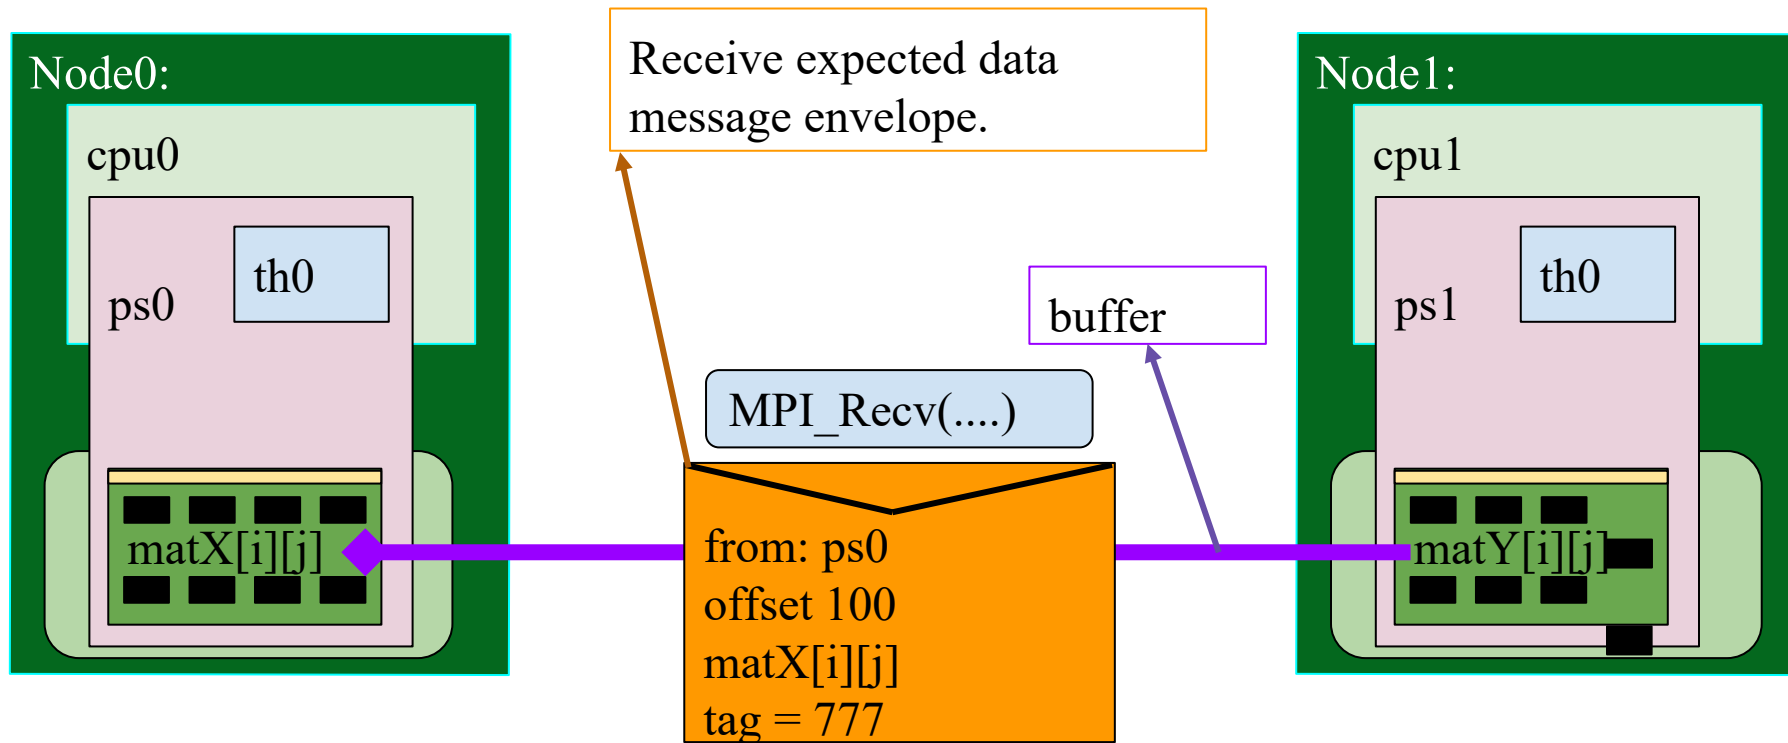 Node0:
cpu0
ps0
th0
matX[i][j]
Receive expected data
message envelope.
buffer
MPI_Recv(....)
from: ps0
offset 100
matX[i][j]
tag = 777
Node1:
cpu1
ps1
th0
matY[i][j]